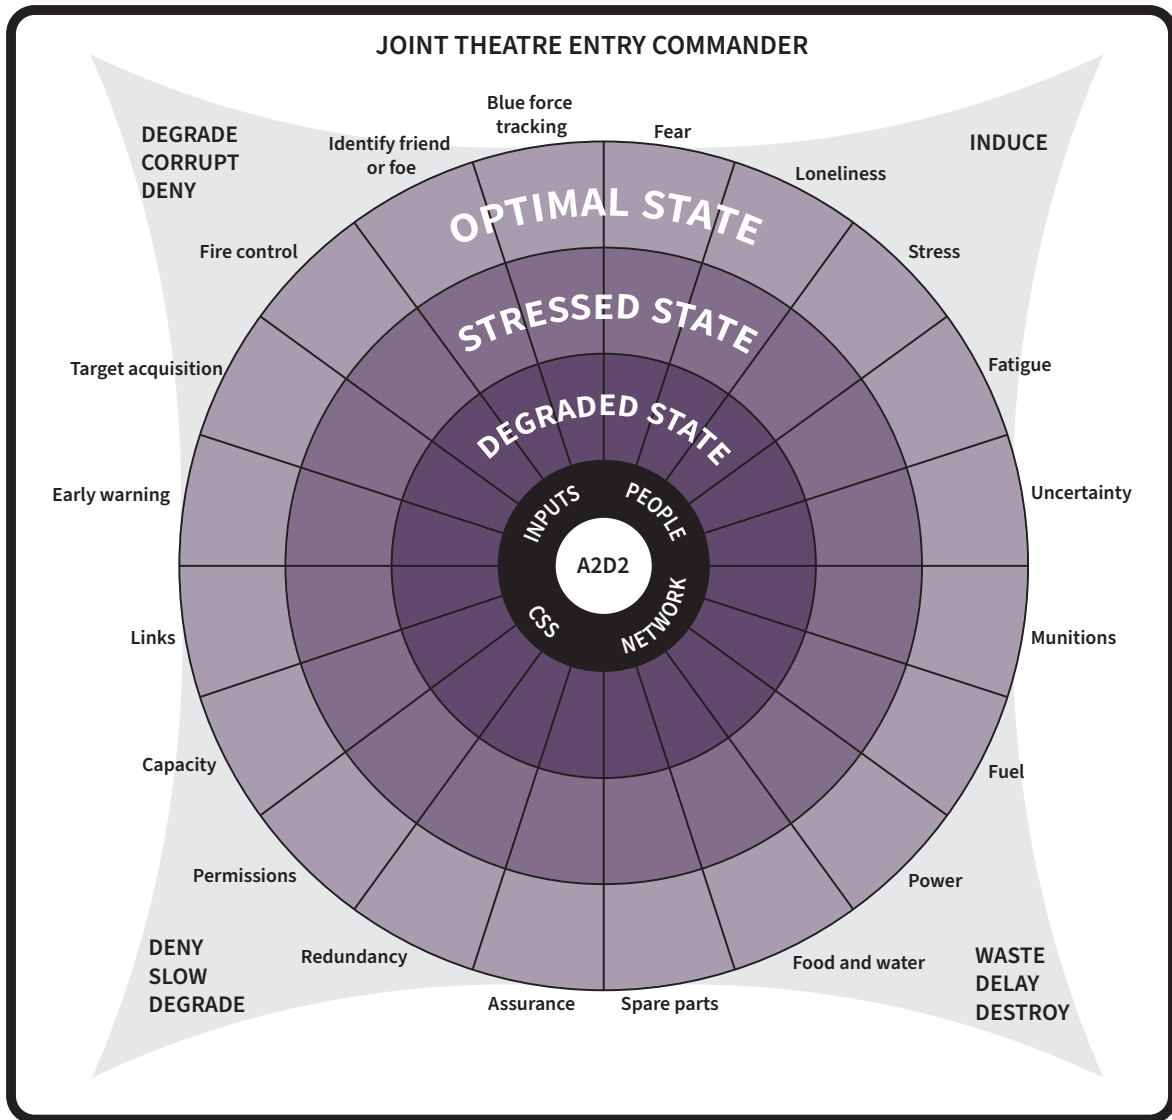 JOINT THEATRE ENTRY COMMANDER
DEGRADE
CORRUPT
DENY
INDUCE
Blue force
tracking
Identify friend
or foe
Fire control
Target acquisition
Early warning
Fear
Loneliness
Stress
Fatigue
Uncertainty
OPTIMAL STATE
STRESSED STATE
DEGRADED STATE
INPUTS
PEOPLE
A2D2
CSS
NETWORK
Links
Capacity
Permissions
Redundancy
Assurance
Munitions
Fuel
Power
Food and water
Spare parts
DENY
SLOW
DEGRADE
WASTE
DELAY
DESTROY